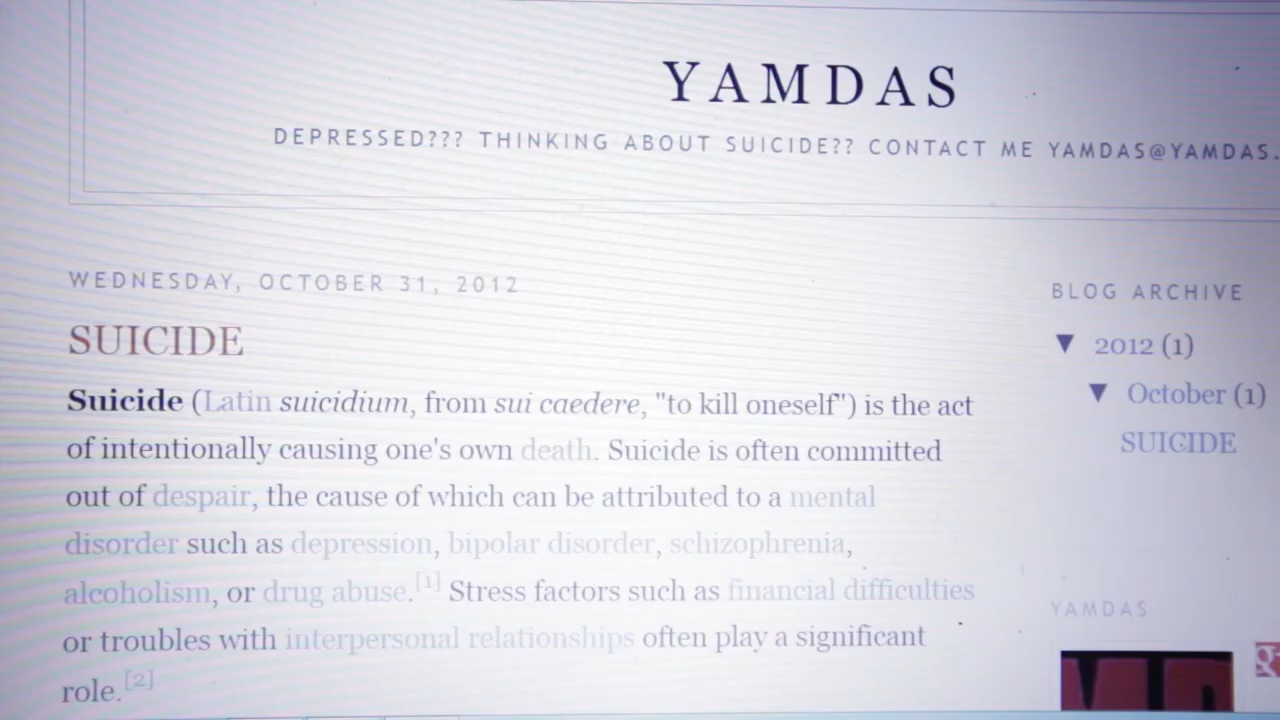 YAMDAS
DEPRESSED??? THINKING ABOUT SUICIDE?? CONTACT ME YAMDAS@YAMDAS.
WEDNESDAY, OCTOBER 31, 2012
SUICIDE
Suicide (Latin suicidium, from sui caedere, "to kill oneself") is the act
of intentionally causing one's own death. Suicide is often committed
out of despair, the cause of which can be attributed to a mental
disorder such as depression, bipolar disorder, schizophrenia,
alcoholism, or drug abuse.[1] Stress factors such as financial difficulties
or troubles with interpersonal relationships often play a significant
role.[2]
BLOG ARCHIVE
▼ 2012 (1)
▼ October (1)
SUICIDE
YAMDAS
g+